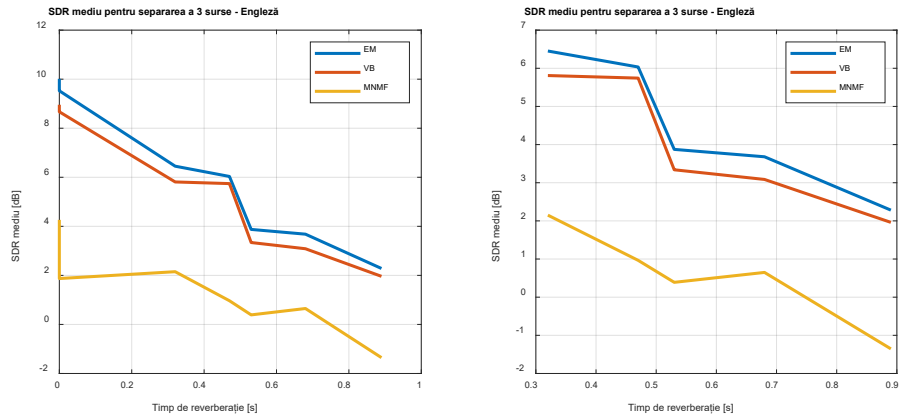 SDR mediu pentru separarea a 3 surse - Engleză
12
10
8
6
4
2
0
-2
SDR mediu [dB]
EM
VB
MNMF
0
0.2
0.4
0.6
0.8
1
Timp de reverberație [s]
SDR mediu pentru separarea a 3 surse - Engleză
7
6
5
4
3
2
1
0
-1
-2
SDR mediu [dB]
EM
VB
MNMF
0.3
0.4
0.5
0.6
0.7
0.8
0.9
Timp de reverberație [s]